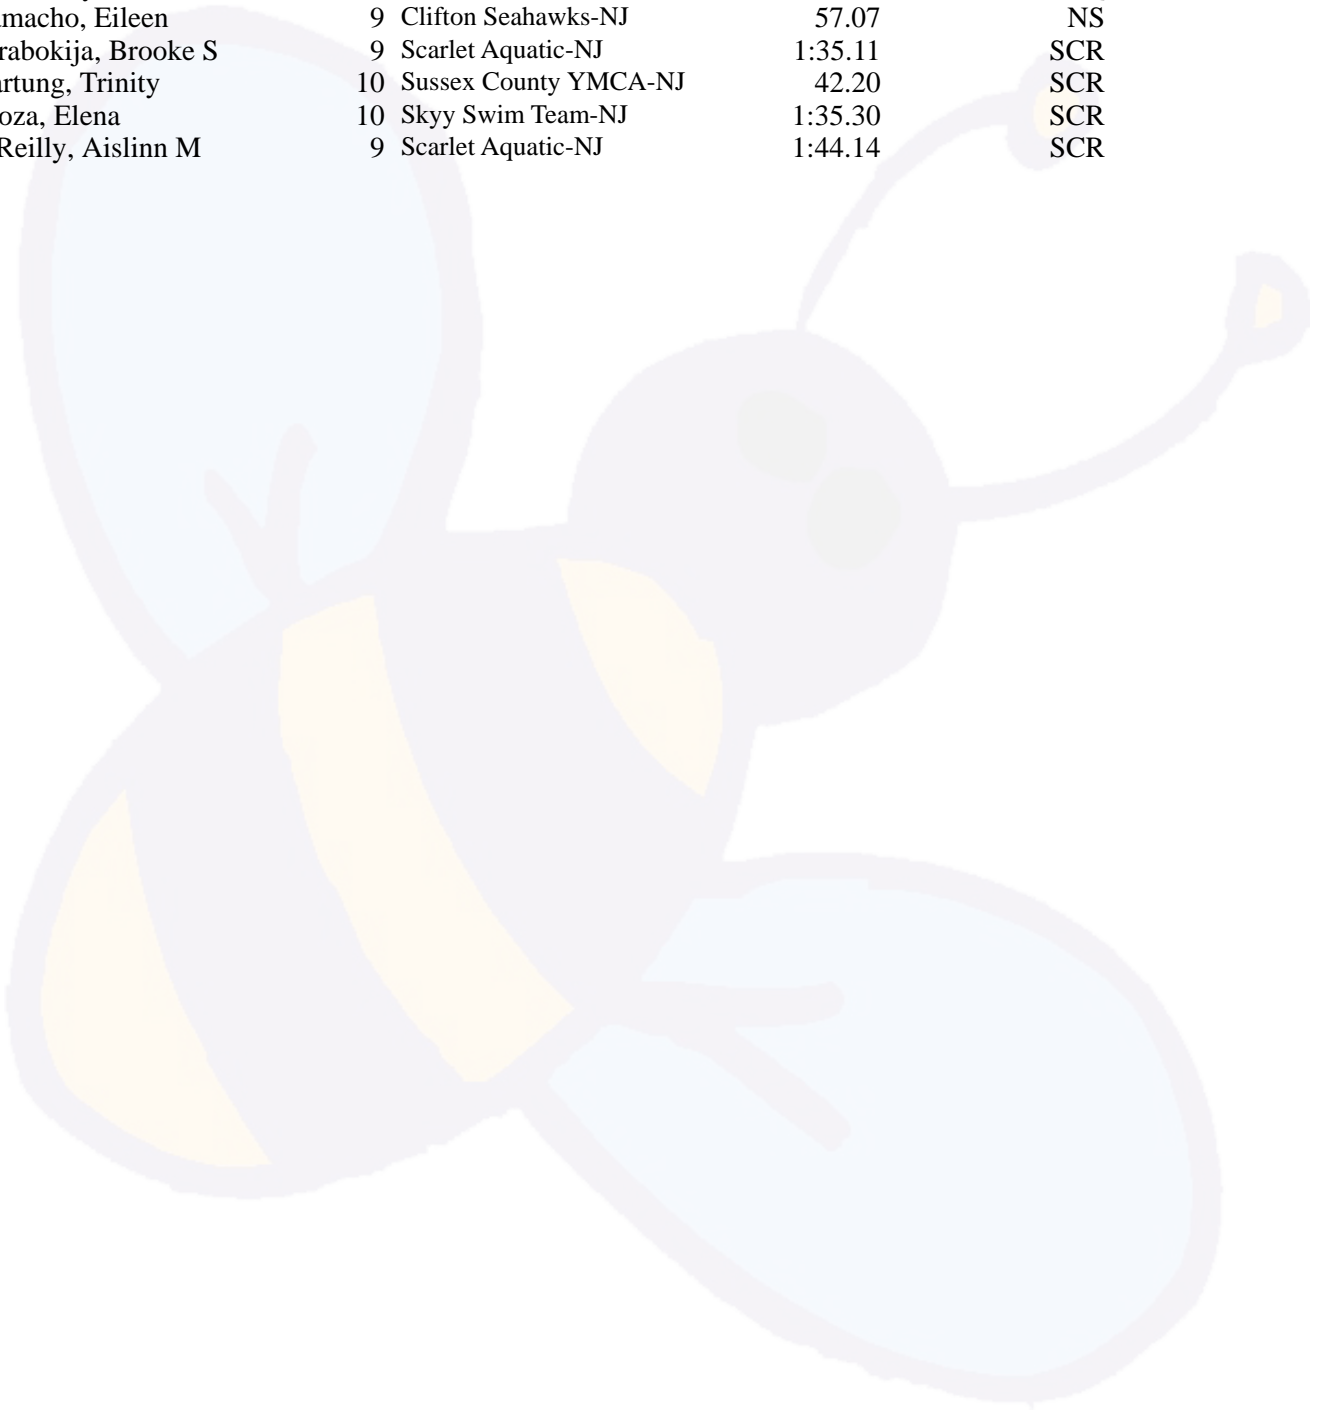 macho, Eileen 9 Clifton Seahawks-NJ 57.07 NS
rabokija, Brooke S 9 Scarlet Aquatic-NJ 1:35.11 SCR
rtung, Trinity 10 Sussex County YMCA-NJ 42.20 SCR
oza, Elena 10 Skyy Swim Team-NJ 1:35.30 SCR
Reilly, Aislinn M 9 Scarlet Aquatic-NJ 1:44.14 SCR